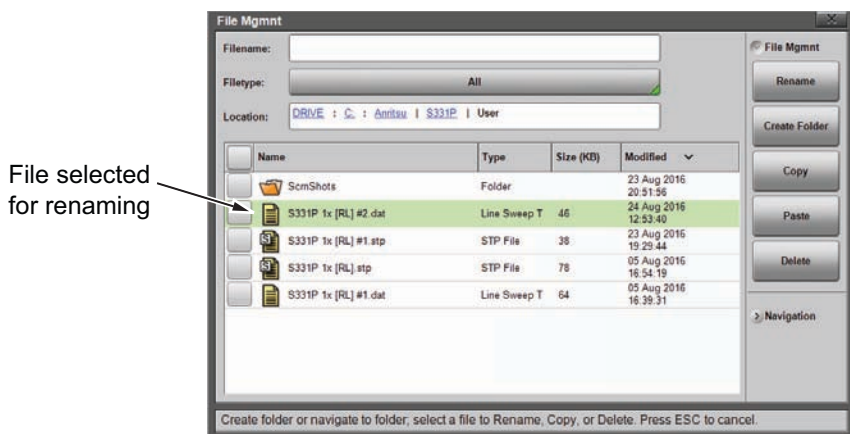 File Mgmnt
Filename:
Filetype: All
Location: DRIVE : C: : Anritsu | S331P | User
Name Type Size (KB) Modified
ScrnShots Folder 23 Aug 2016
20:51:56
S331P 1x [RL] #2.dat Line Sweep T 46 24 Aug 2016
12:53:40
S331P 1x [RL] #1.stp STP File 38 23 Aug 2016
19:29:44
S331P 1x [RL].stp STP File 78 05 Aug 2016
16:54:19
S331P 1x [RL] #1.dat Line Sweep T 64 05 Aug 2016
16:39:31
File Mgmnt
Rename
Create Folder
Copy
Paste
Delete
Navigation
Create folder or navigate to folder; select a file to Rename, Copy, or Delete. Press ESC to cancel.
File selected
for renaming